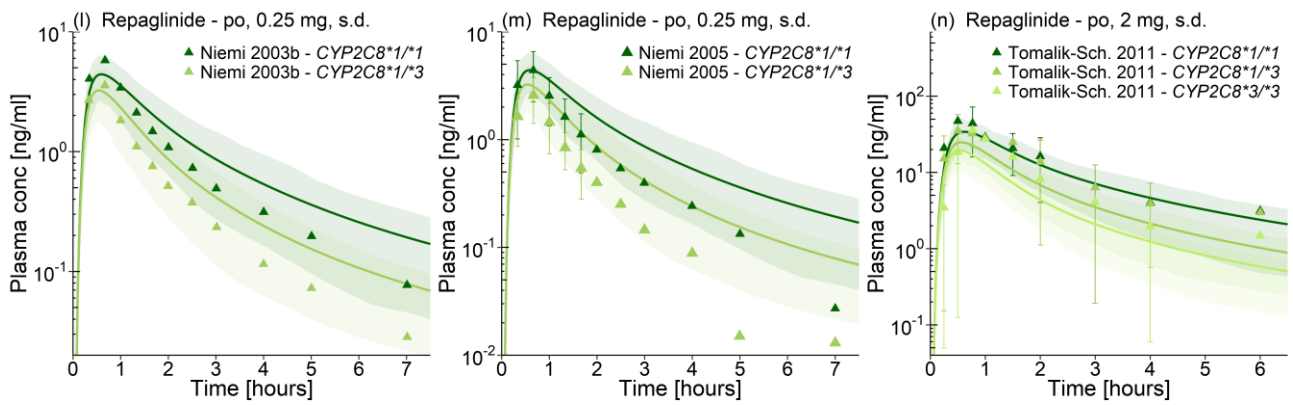 (l) Repaglinide - po, 0.25 mg, s.d.
Niemi 2003b - CYP2C8*1/*1
Niemi 2003b - CYP2C8*1/*3
Plasma conc [ng/ml]
10^1
10^0
10^-1
0 1 2 3 4 5 6 7
Time [hours]
(m) Repaglinide - po, 0.25 mg, s.d.
Niemi 2005 - CYP2C8*1/*1
Niemi 2005 - CYP2C8*1/*3
Plasma conc [ng/ml]
10^1
10^0
10^-1
10^-2
0 1 2 3 4 5 6 7
Time [hours]
(n) Repaglinide - po, 2 mg, s.d.
Tomalik-Sch. 2011 - CYP2C8*1/*1
Tomalik-Sch. 2011 - CYP2C8*1/*3
Tomalik-Sch. 2011 - CYP2C8*3/*3
Plasma conc [ng/ml]
10^2
10^1
10^0
10^-1
0 1 2 3 4 5 6
Time [hours]